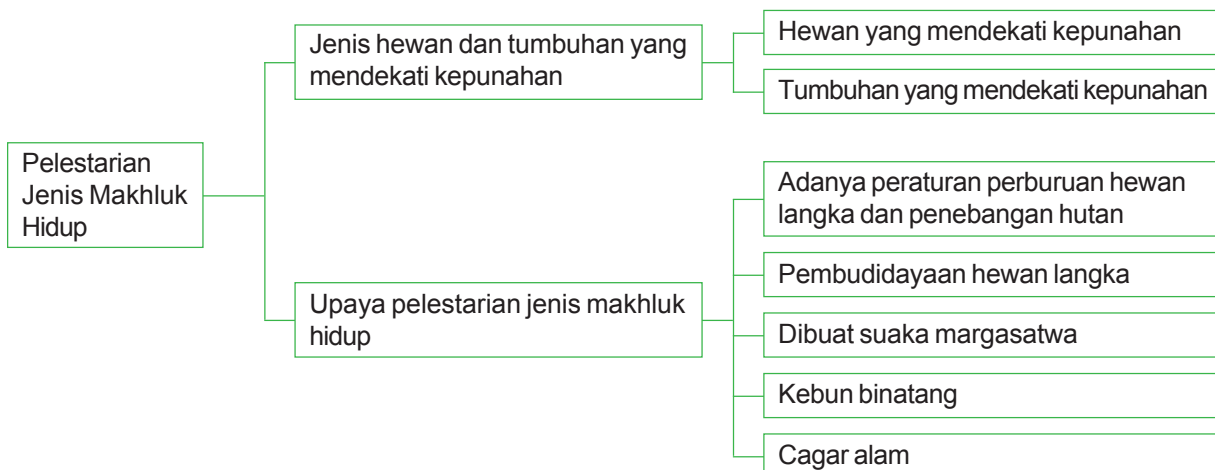 Pelestarian
Jenis Makhluk
Hidup
Jenis hewan dan tumbuhan yang
mendekati kepunahan
Hewan yang mendekati kepunahan
Tumbuhan yang mendekati kepunahan
Upaya pelestarian jenis makhluk
hidup
Adanya peraturan perburuan hewan
langka dan penebangan hutan
Pembudidayaan hewan langka
Dibuat suaka margasatwa
Kebun binatang
Cagar alam